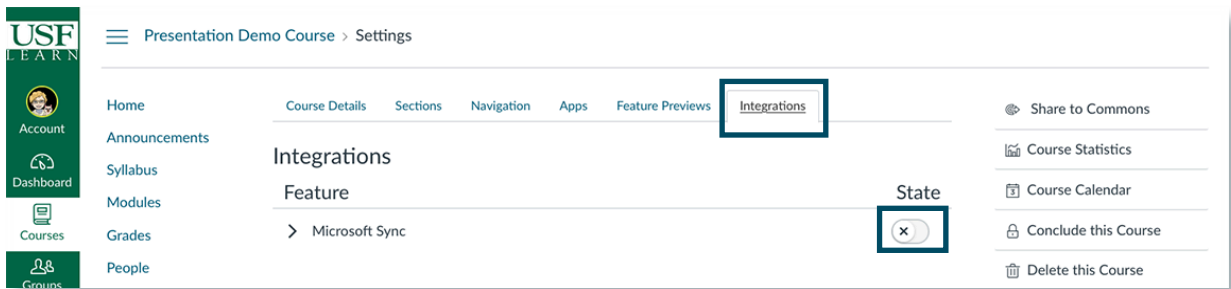 USF
LEARN
Account
Dashboard
Courses
Groups
Presentation Demo Course > Settings
Home
Announcements
Syllabus
Modules
Grades
People
Course Details Sections Navigation Apps Feature Previews Integrations
Integrations
Feature State
Microsoft Sync
Share to Commons
Course Statistics
Course Calendar
Conclude this Course
Delete this Course